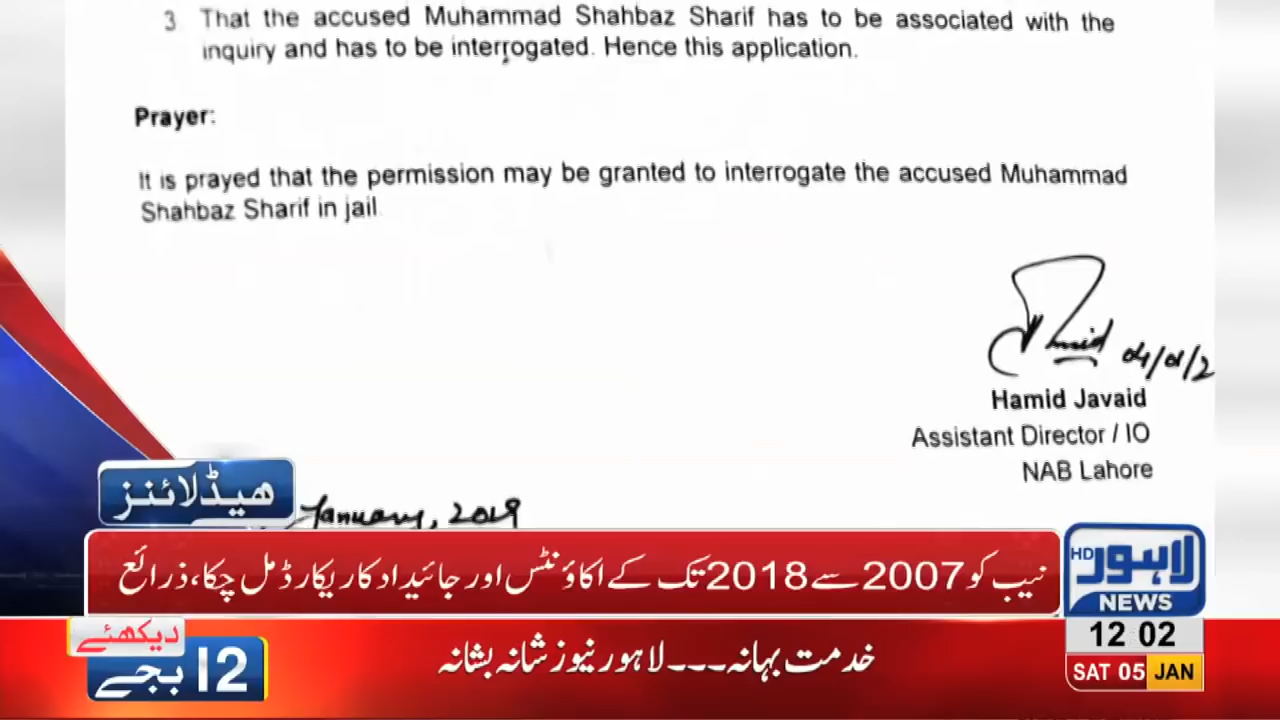 3 That the accused Muhammad Shahbaz Sharif has to be associated with the
inquiry and has to be interrogated. Hence this application.
Prayer:
It is prayed that the permission may be granted to interrogate the accused Muhammad
Shahbaz Sharif in jail
04/01/2
Hamid Javaid
Assistant Director / IO
NAB Lahore
January, 2019
ھیڈلائنز
نیب کو 2007 سے 2018 تک کے اکاؤنٹس اور جائیداد کا ریکارڈ مل چکا، ذرائع
HD لاہور
NEWS
12 02
SAT 05 JAN
دیکھئے
12 بجے
خدمت بہانہ۔۔۔ لاہور نیوز شانہ بشانہ